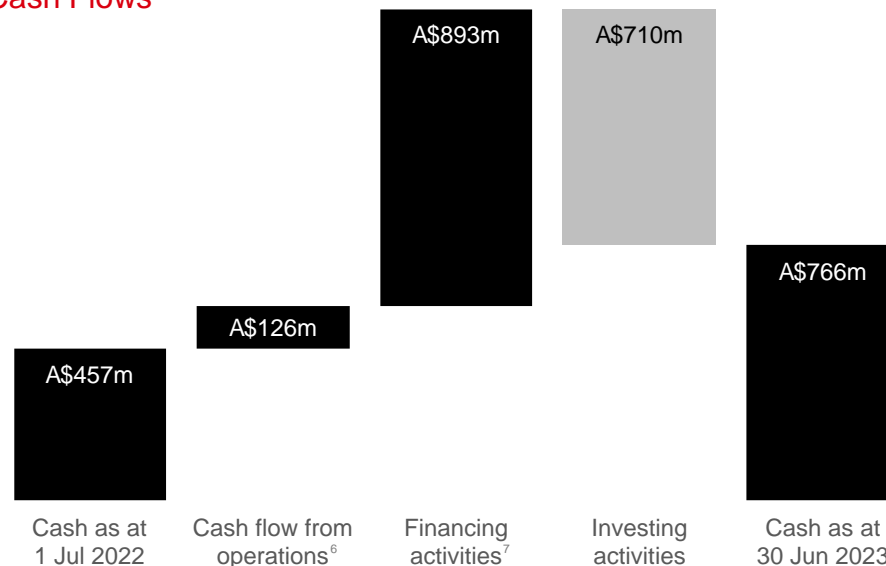 Cash Flows
A$893m
A$710m
A$766m
A$126m
A$457m
Cash as at
1 Jul 2022
Cash flow from
operations⁶
Financing
activities⁷
Investing
activities
Cash as at
30 Jun 2023